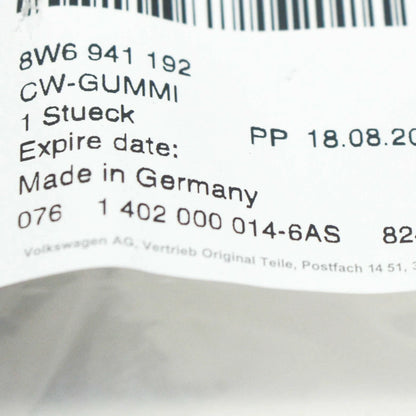 8W6 941 192
CW-GUMMI
1 Stueck
Expire date:
PP 18.08.20
Made in Germany
076 1 402 000 014-6AS 82
Volkswagen AG, Vertrieb Original Teile, Postfach 14 51,